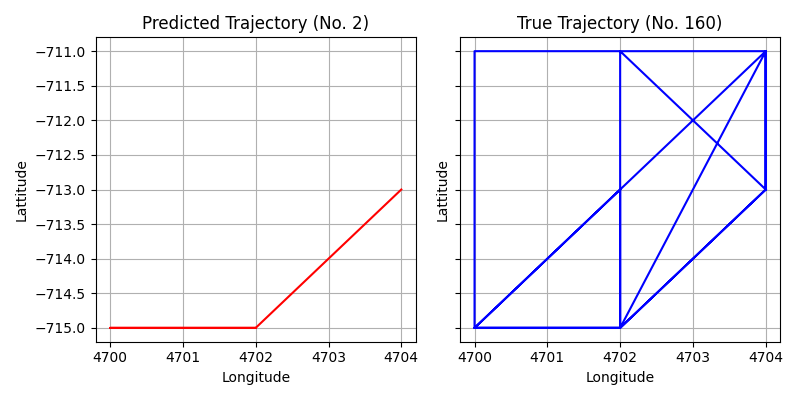 Predicted Trajectory (No. 2)
True Trajectory (No. 160)
−711.0
−711.5
−712.0
−712.5
−713.0
−713.5
−714.0
−714.5
−715.0
Lattitude
Lattitude
4700 4701 4702 4703 4704
4700 4701 4702 4703 4704
Longitude
Longitude